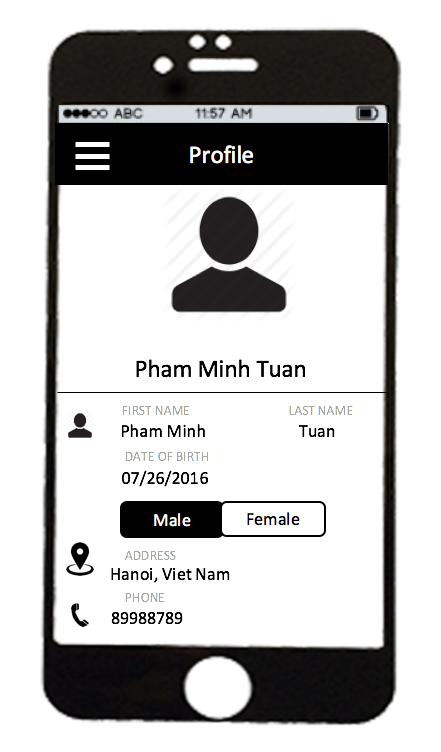 ABC 11:57 AM
Profile
Pham Minh Tuan
FIRST NAME LAST NAME
Pham Minh Tuan
DATE OF BIRTH
07/26/2016
Male Female
ADDRESS
Hanoi, Viet Nam
PHONE
89988789